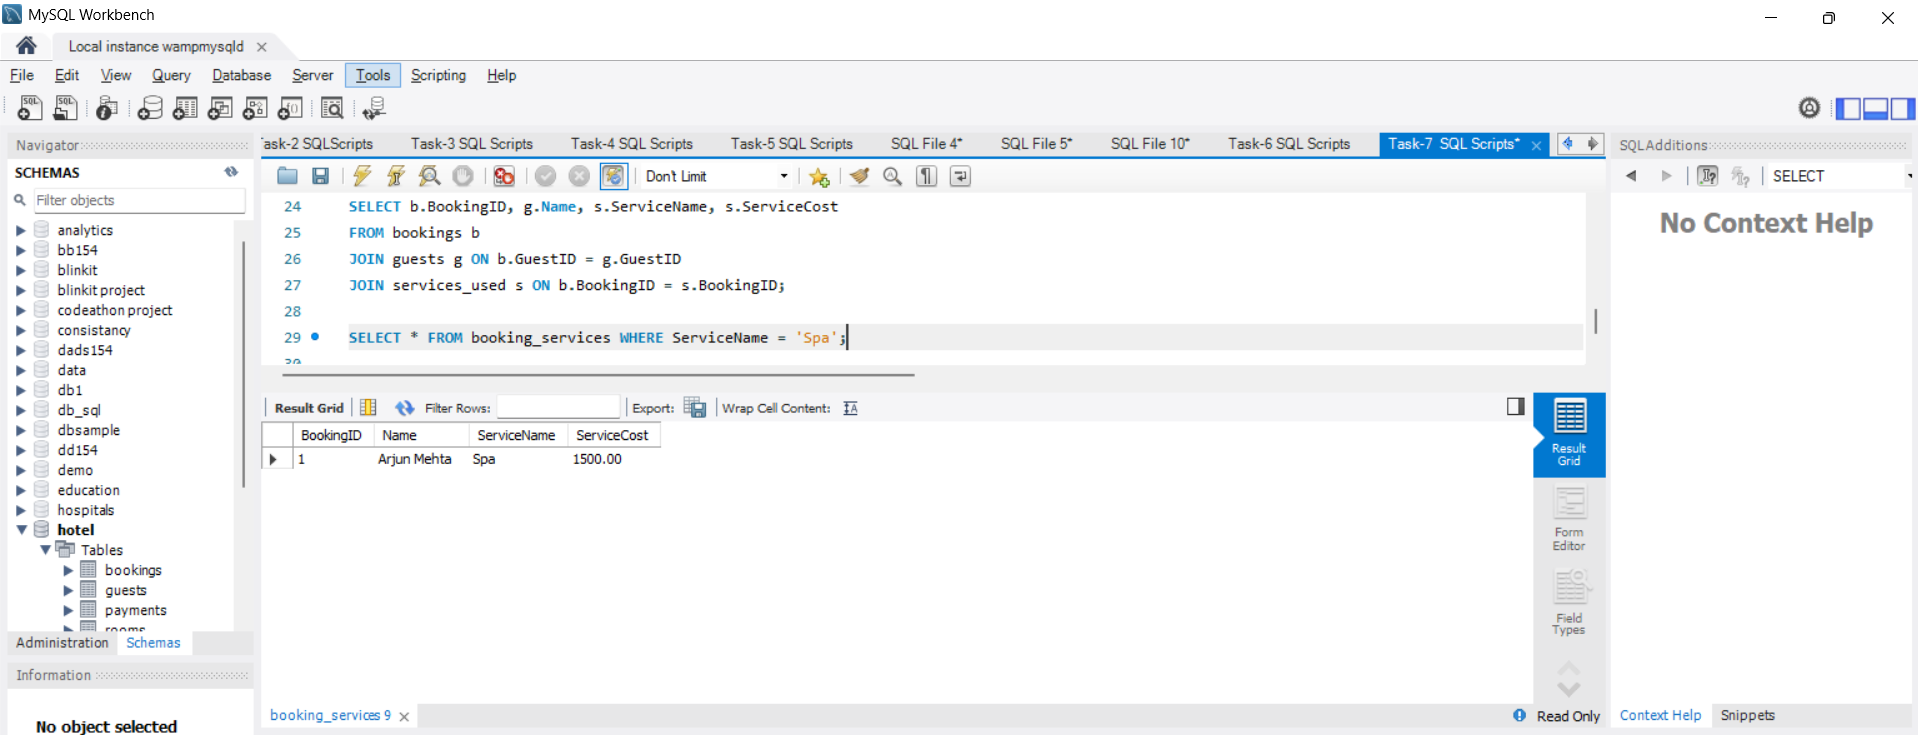 MySQL Workbench
Local instance wampmysqld
File Edit View Query Database Server Tools Scripting Help
Navigator
SCHEMAS
Filter objects
analytics
bb154
blinkit
blinkit project
codeathon project
consistancy
dads154
data
db1
db_sql
dbsample
dd154
demo
education
hospitals
hotel
Tables
bookings
guests
payments
rooms
Administration Schemas
Information
No object selected
Task-2 SQLScripts Task-3 SQL Scripts Task-4 SQL Scripts Task-5 SQL Scripts SQL File 4* SQL File 5* SQL File 10* Task-6 SQL Scripts Task-7 SQL Scripts*
Don't Limit
24 SELECT b.BookingID, g.Name, s.ServiceName, s.ServiceCost
25 FROM bookings b
26 JOIN guests g ON b.GuestID = g.GuestID
27 JOIN services_used s ON b.BookingID = s.BookingID;
28
29 SELECT * FROM booking_services WHERE ServiceName = 'Spa';
30
Result Grid Filter Rows: Export: Wrap Cell Content:
BookingID Name ServiceName ServiceCost
1 Arjun Mehta Spa 1500.00
Result
Grid
Form
Editor
Field
Types
booking_services 9
Read Only
SQLAdditions
SELECT
No Context Help
Context Help Snippets